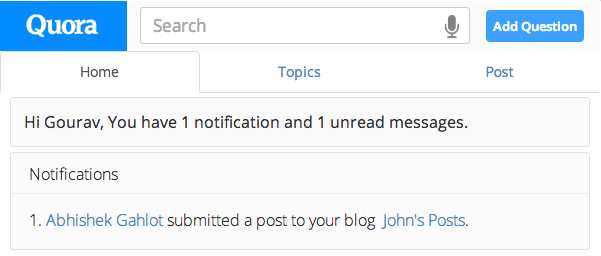 Quora Search Add Question
Home Topics Post
Hi Gourav, You have 1 notification and 1 unread messages.
Notifications
1. Abhishek Gahlot submitted a post to your blog John's Posts.